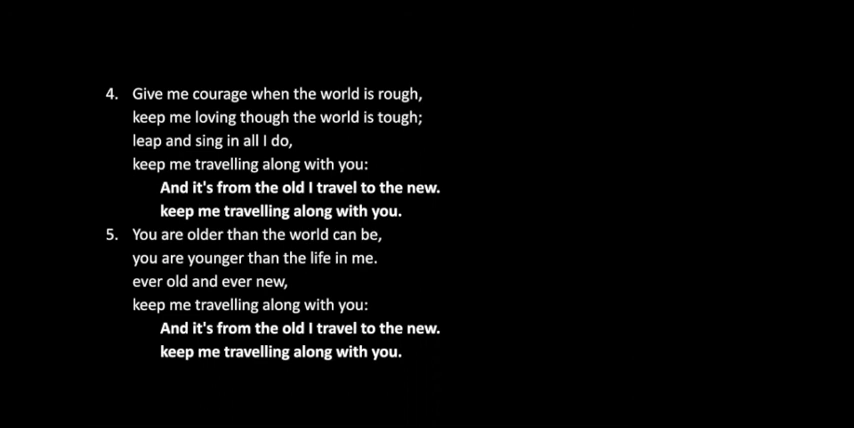 4. Give me courage when the world is rough,
keep me loving though the world is tough;
leap and sing in all I do,
keep me travelling along with you:
And it's from the old I travel to the new.
keep me travelling along with you.
5. You are older than the world can be,
you are younger than the life in me.
ever old and ever new,
keep me travelling along with you:
And it's from the old I travel to the new.
keep me travelling along with you.